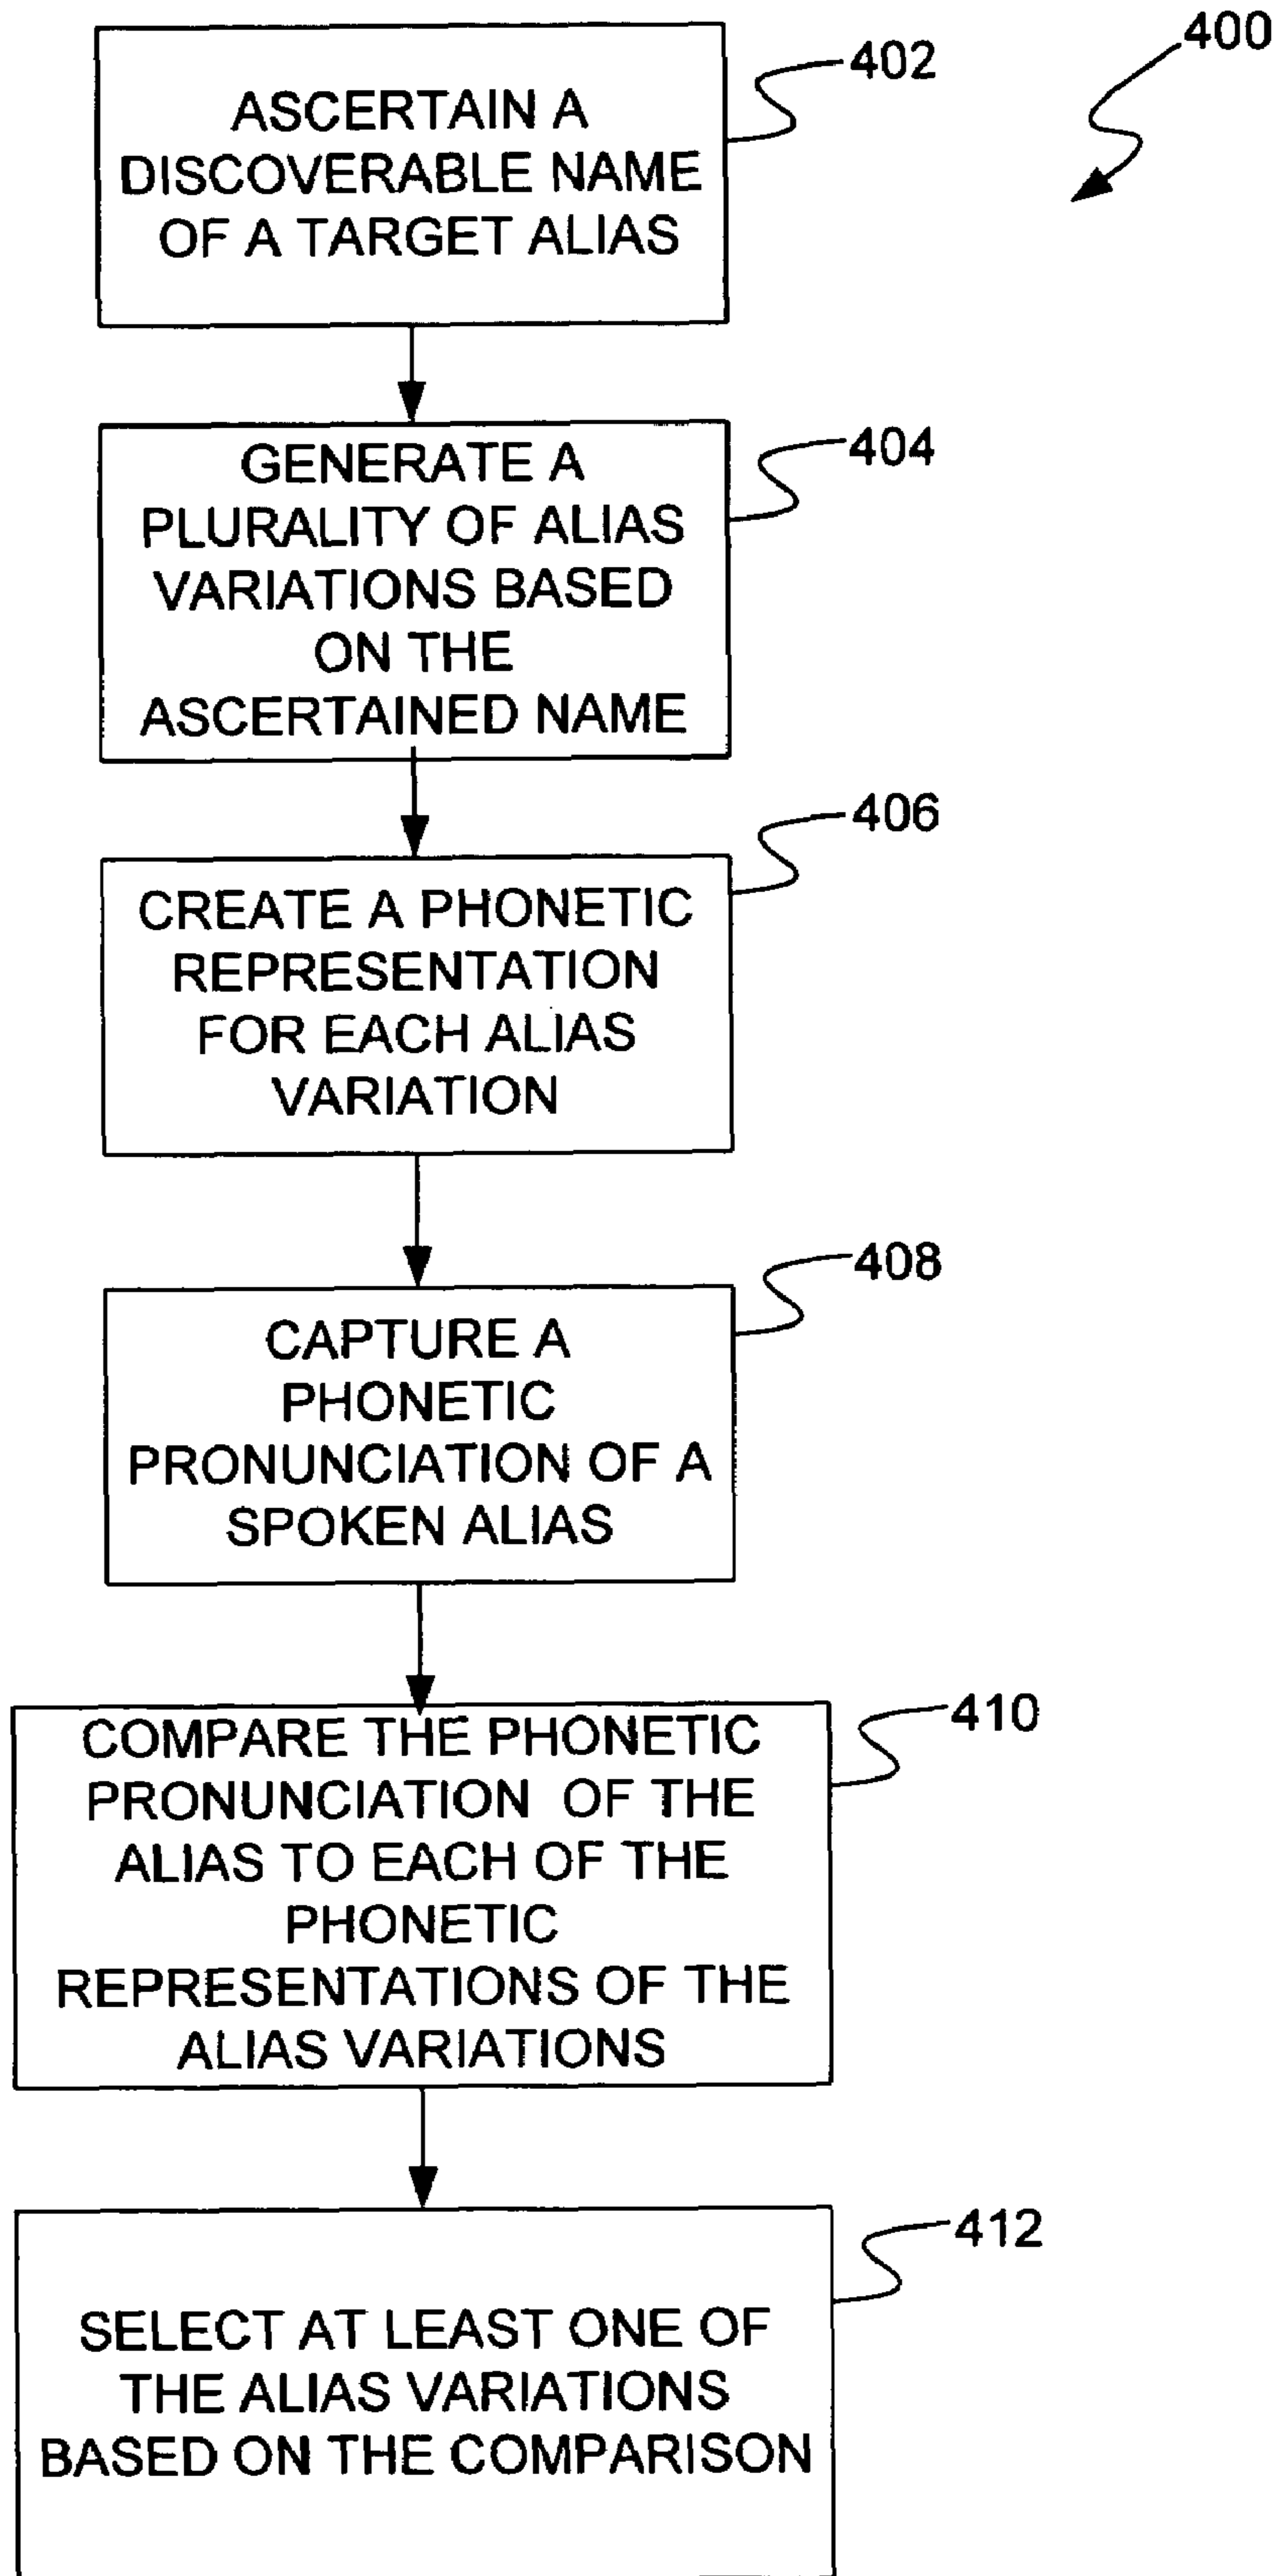 400
402
ASCERTAIN A
DISCOVERABLE NAME
OF A TARGET ALIAS
404
GENERATE A
PLURALITY OF ALIAS
VARIATIONS BASED
ON THE
ASCERTAINED NAME
406
CREATE A PHONETIC
REPRESENTATION
FOR EACH ALIAS
VARIATION
408
CAPTURE A
PHONETIC
PRONUNCIATION OF A
SPOKEN ALIAS
410
COMPARE THE PHONETIC
PRONUNCIATION OF THE
ALIAS TO EACH OF THE
PHONETIC
REPRESENTATIONS OF THE
ALIAS VARIATIONS
412
SELECT AT LEAST ONE OF
THE ALIAS VARIATIONS
BASED ON THE COMPARISON